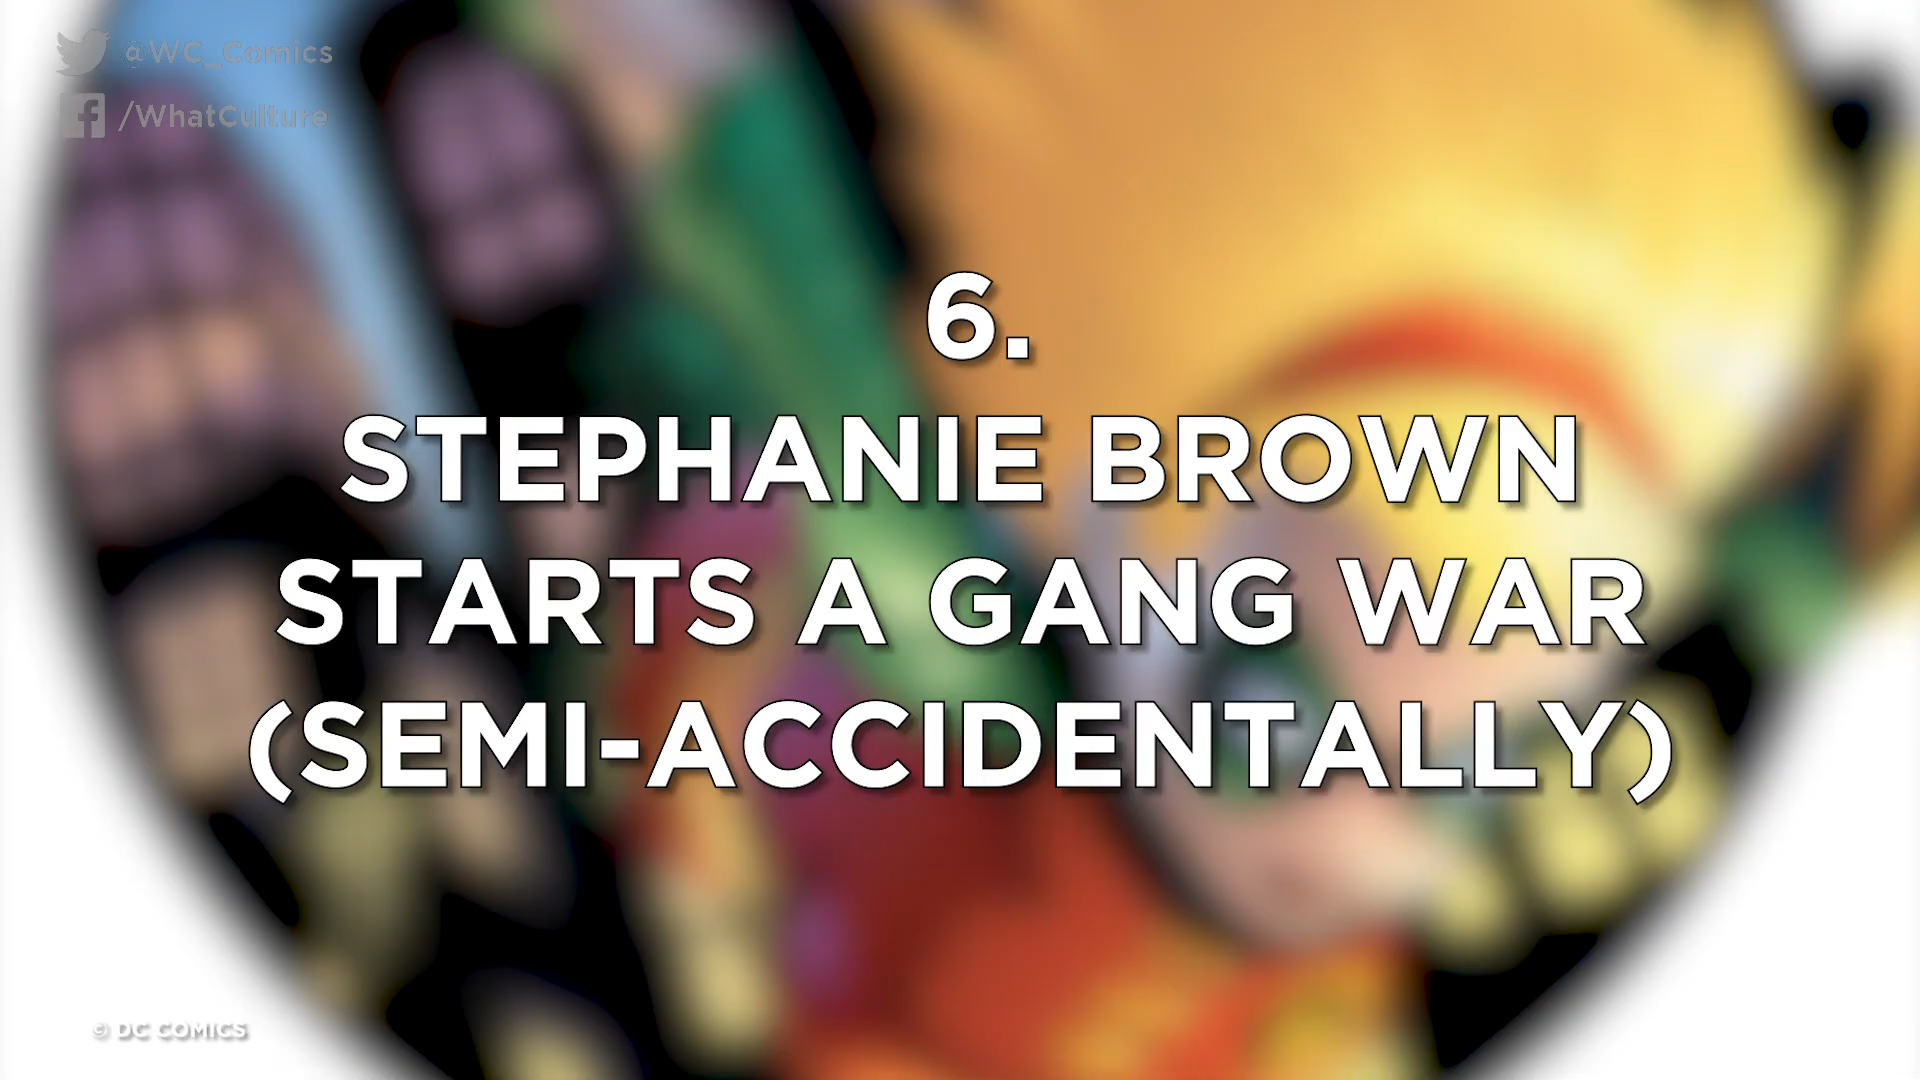 @WC_Comics
/WhatCulture
6.
STEPHANIE BROWN
STARTS A GANG WAR
(SEMI-ACCIDENTALLY)
© DC COMICS